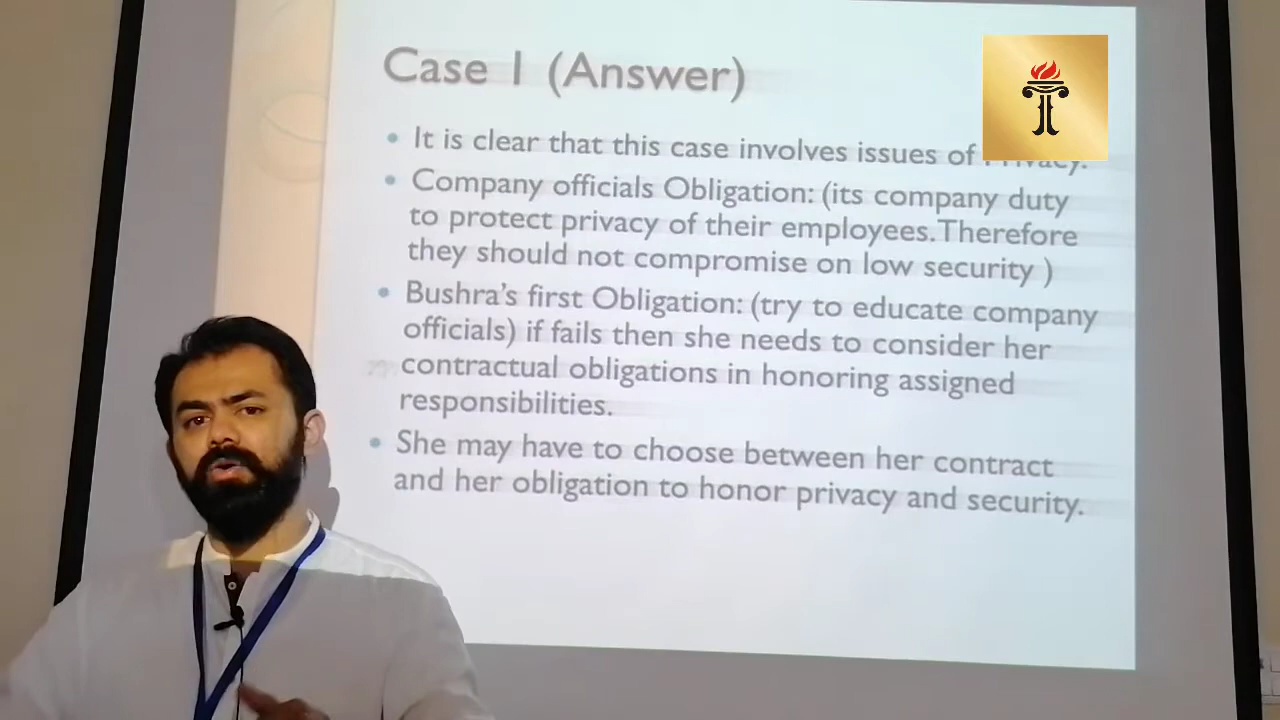 Case 1 (Answer)
• It is clear that this case involves issues of
• Company officials Obligation: (its company duty
to protect privacy of their employees.Therefore
they should not compromise on low security )
• Bushra's first Obligation: (try to educate company
officials) if fails then she needs to consider her
contractual obligations in honoring assigned
responsibilities.
• She may have to choose between her contract
and her obligation to honor privacy and security.